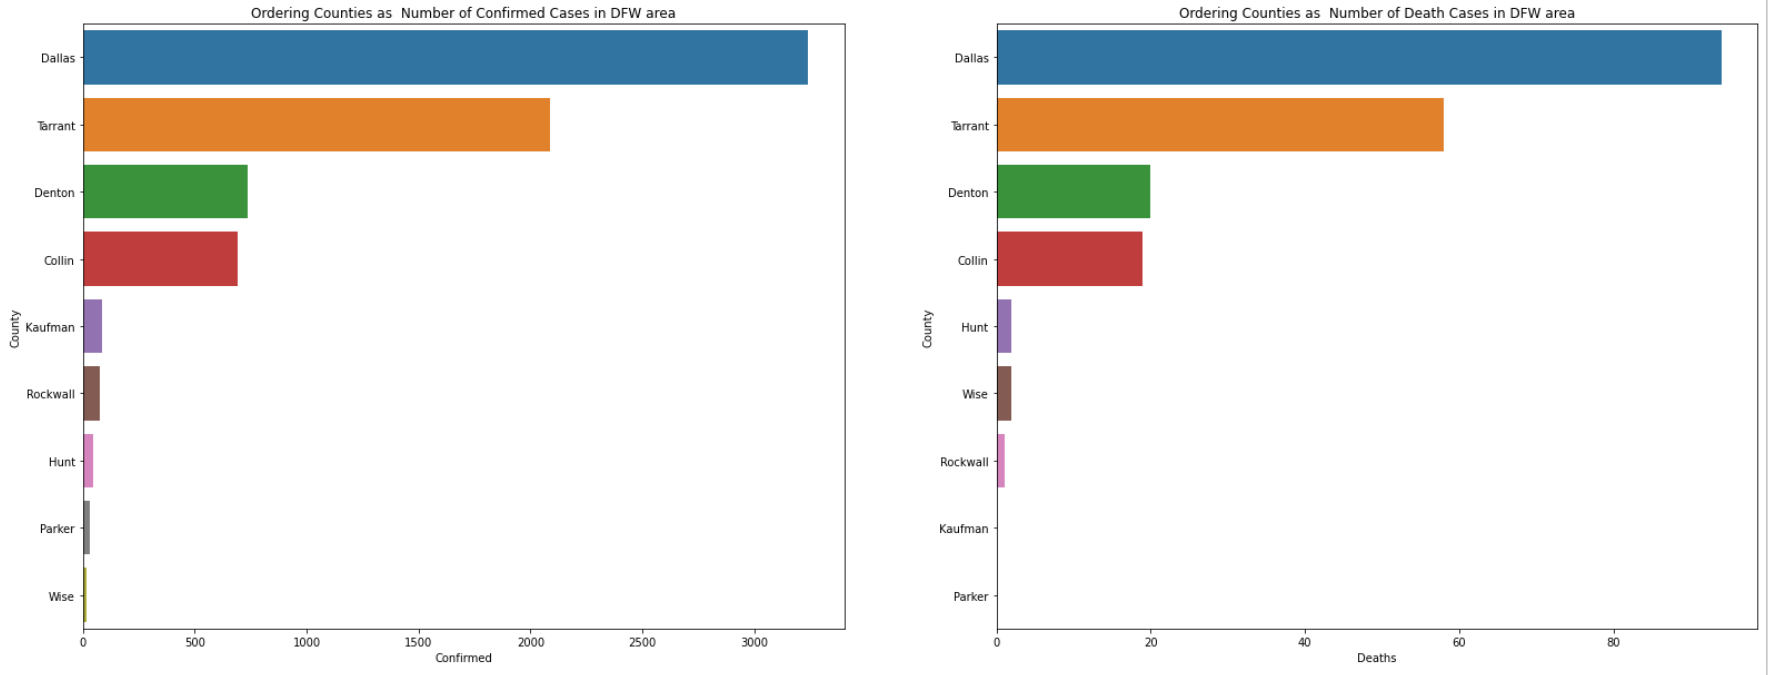 Ordering Counties as  Number of Confirmed Cases in DFW area
County
Dallas
Tarrant
Denton
Collin
Kaufman
Rockwall
Hunt
Parker
Wise
0 500 1000 1500 2000 2500 3000
Confirmed
Ordering Counties as  Number of Death Cases in DFW area
County
Dallas
Tarrant
Denton
Collin
Hunt
Wise
Rockwall
Kaufman
Parker
0 20 40 60 80
Deaths